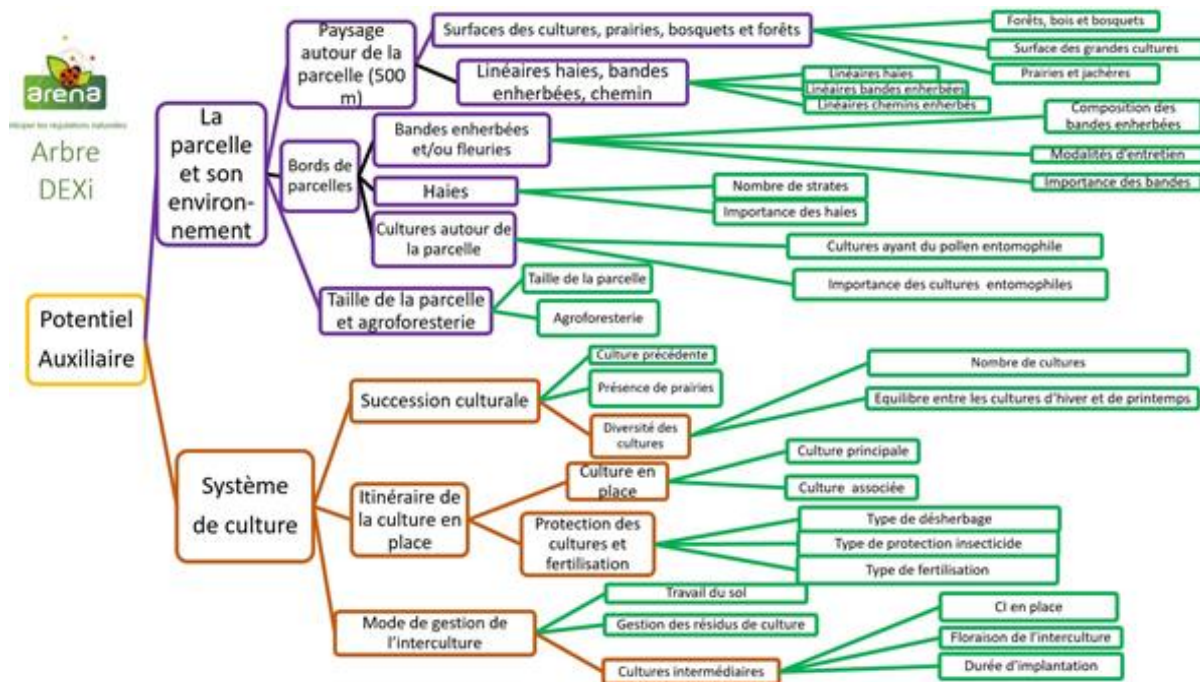 aréna
ticiper les régulations naturelles
Arbre
DEXi
Potentiel
Auxiliaire
La
parcelle
et son
environ-
nement
Paysage
autour de la
parcelle (500
m)
Surfaces des cultures, prairies, bosquets et forêts
Forêts, bois et bosquets
Surface des grandes cultures
Prairies et jachères
Linéaires haies, bandes
enherbées, chemin
Linéaires haies
Linéaires bandes enherbées
Linéaires chemins enherbés
Bords de
parcelles
Bandes enherbées
et/ou fleuries
Composition des
bandes enherbées
Modalités d'entretien
Importance des bandes
Haies
Nombre de strates
Importance des haies
Cultures autour de
la parcelle
Cultures ayant du pollen entomophile
Importance des cultures entomophiles
Taille de la parcelle
et agroforesterie
Taille de la parcelle
Agroforesterie
Système
de culture
Succession culturale
Culture précédente
Présence de prairies
Diversité des
cultures
Nombre de cultures
Equilibre entre les cultures d'hiver et de printemps
Itinéraire de
la culture en
place
Culture en
place
Culture principale
Culture associée
Protection des
cultures et
fertilisation
Type de désherbage
Type de protection insecticide
Type de fertilisation
Mode de gestion de
l'interculture
Travail du sol
Gestion des résidus de culture
Cultures intermédiaires
CI en place
Floraison de l'interculture
Durée d'implantation